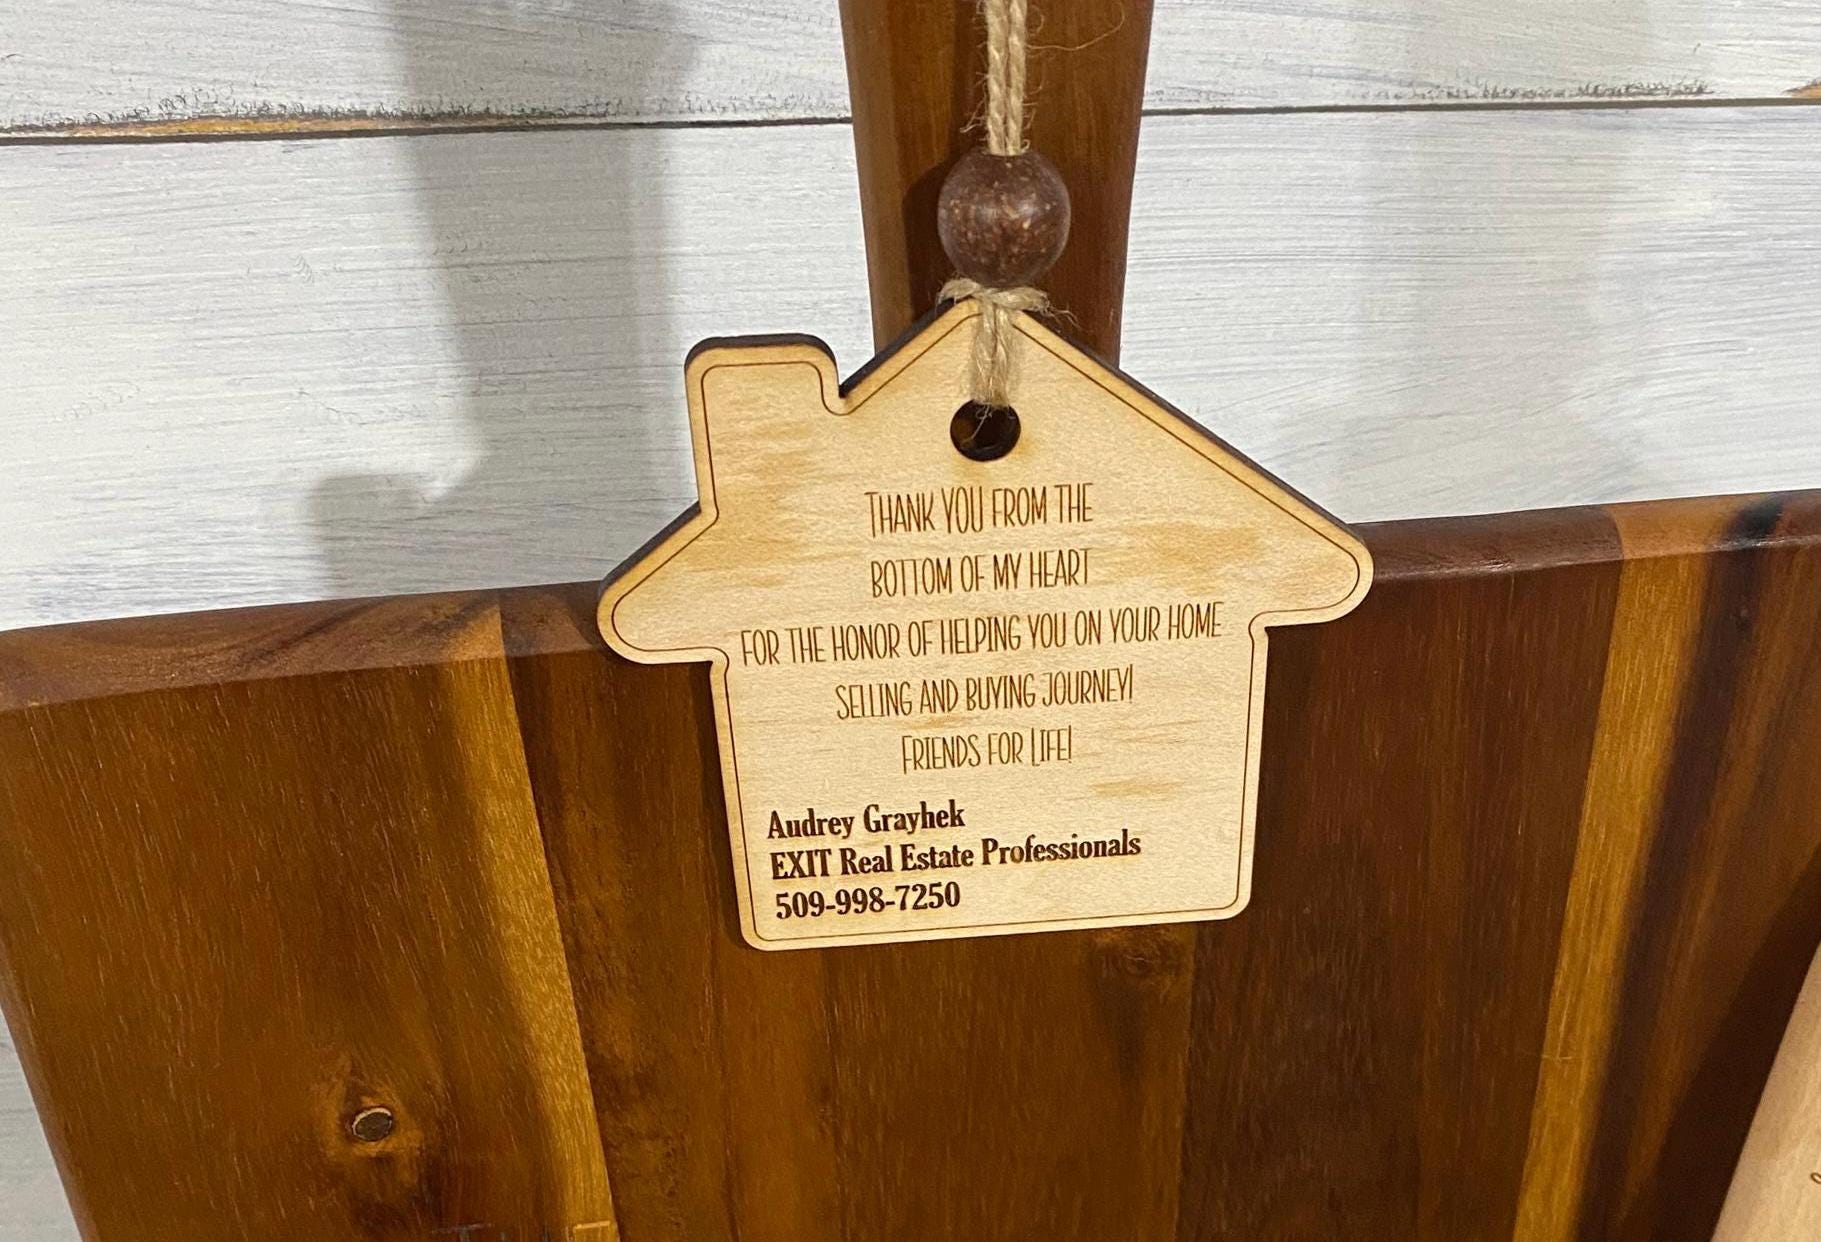 THANK YOU FROM THE
BOTTOM OF MY HEART
FOR THE HONOR OF HELPING YOU ON YOUR HOME
SELLING AND BUYING JOURNEY!
FRIENDS FOR LIFE!
Audrey Grayhek
EXIT Real Estate Professionals
509-998-7250